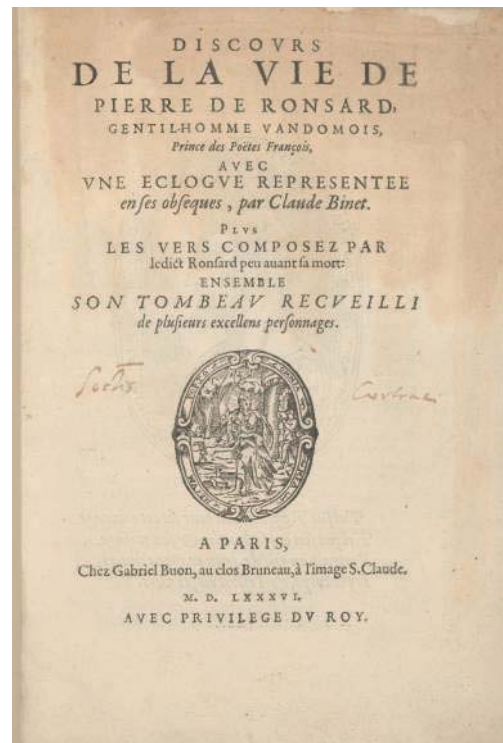 DISCOVRS
DE LA VIE DE
PIERRE DE RONSARD,
GENTIL-HOMME VANDOMOIS,
Prince des Poëtes François,
AVEC
VNE ECLOGVE REPRESENTEE
en ſes obſeques, par Claude Binet.
PLVS
LES VERS COMPOSEZ PAR
ledict Ronſard peu auant ſa mort:
ENSEMBLE
SON TOMBEAV RECVEILLI
de pluſieurs excellens perſonnages.
A PARIS,
Chez Gabriel Buon, au clos Bruneau, à l'image S. Claude.
M. D. LXXXVI.
AVEC PRIVILEGE DV ROY.